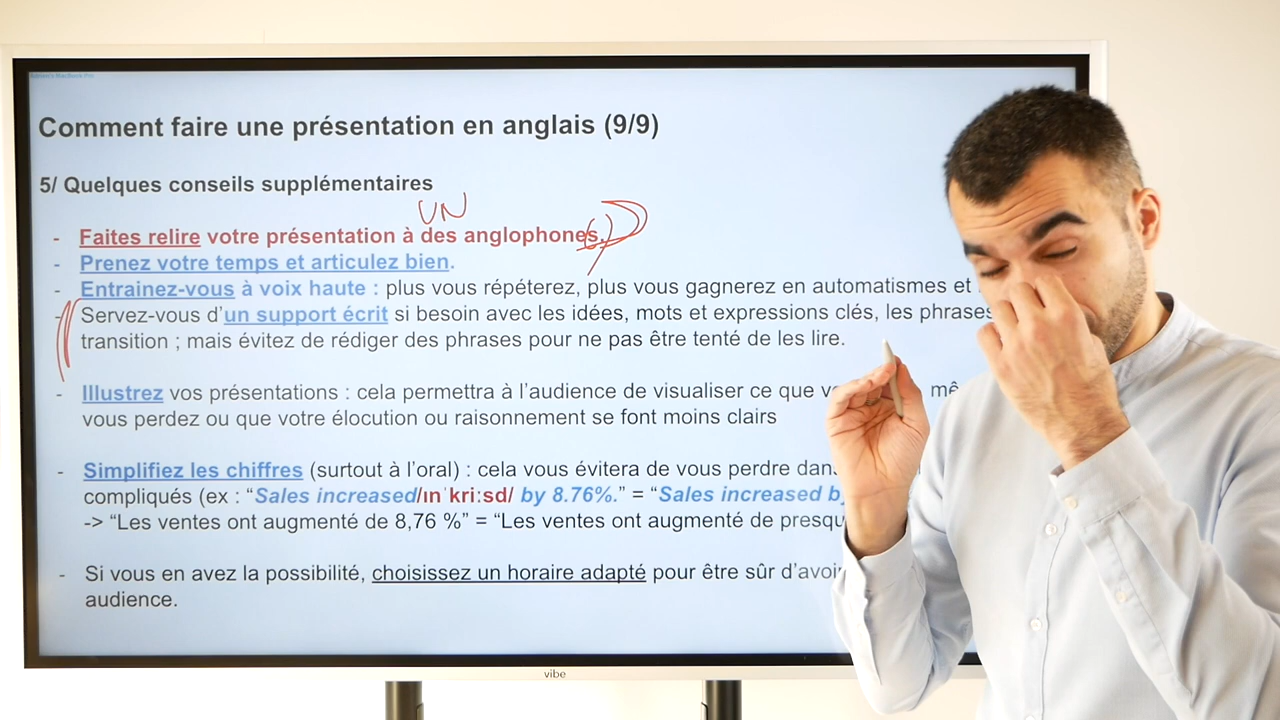 Comment faire une présentation en anglais (9/9)
5/ Quelques conseils supplémentaires
UN
- Faites relire votre présentation à des anglophones.
(s)
- Prenez votre temps et articulez bien.
- Entrainez-vous à voix haute : plus vous répéterez, plus vous gagnerez en automatismes et
- Servez-vous d'un support écrit si besoin avec les idées, mots et expressions clés, les phrases
transition ; mais évitez de rédiger des phrases pour ne pas être tenté de les lire.
- Illustrez vos présentations : cela permettra à l'audience de visualiser ce que
vous perdez ou que votre élocution ou raisonnement se font moins clairs
- Simplifiez les chiffres (surtout à l'oral) : cela vous évitera de vous perdre
compliqués (ex : “Sales increased/ɪnˈkriːsd/ by 8.76%.” = “Sales increased
-> “Les ventes ont augmenté de 8,76 %” = “Les ventes ont augmenté de
- Si vous en avez la possibilité, choisissez un horaire adapté pour être sûr
audience.
vibe